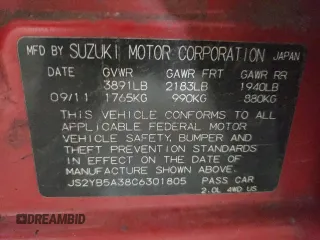 MFD BY SUZUKI MOTOR CORPORATION JAPAN
DATE GVWR GAWR FRT GAWR RR
3891LB 2183LB 1940LB
09/11 1765KG 990KG 880KG
THIS VEHICLE CONFORMS TO ALL
APPLICABLE FEDERAL MOTOR
VEHICLE SAFETY, BUMPER AND
THEFT PREVENTION STANDARDS
IN EFFECT ON THE DATE OF
MANUFACTURE SHOWN ABOVE.
JS2YB5A38C6301805 PASS CAR
2.0L 4WD US
DREAMBID